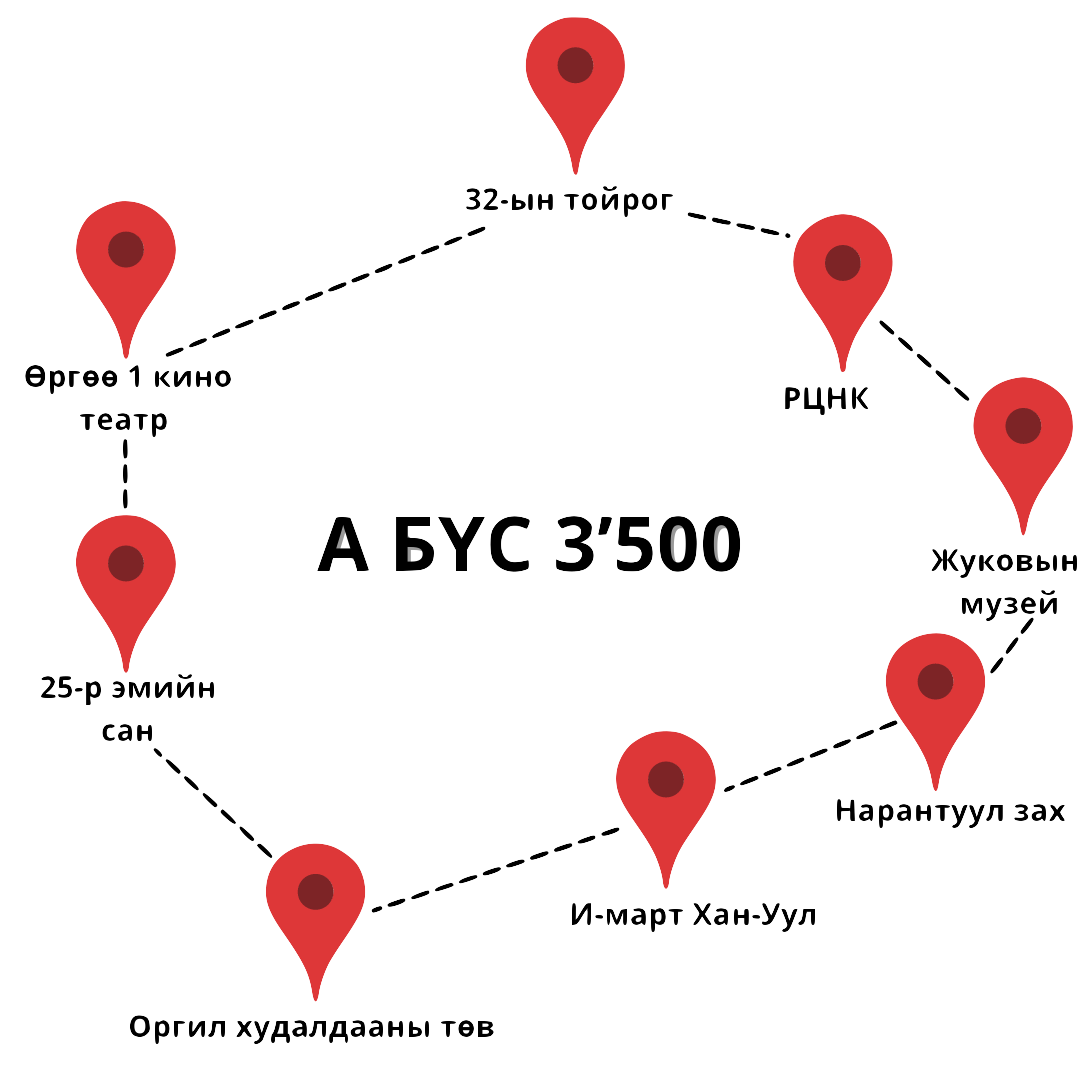 32-ын тойрог
Өргөө 1 кино
театр
РЦНК
А БҮС 3’500
Жуковын
музей
25-р эмийн
сан
Нарантуул зах
И-март Хан-Уул
Оргил худалдааны төв